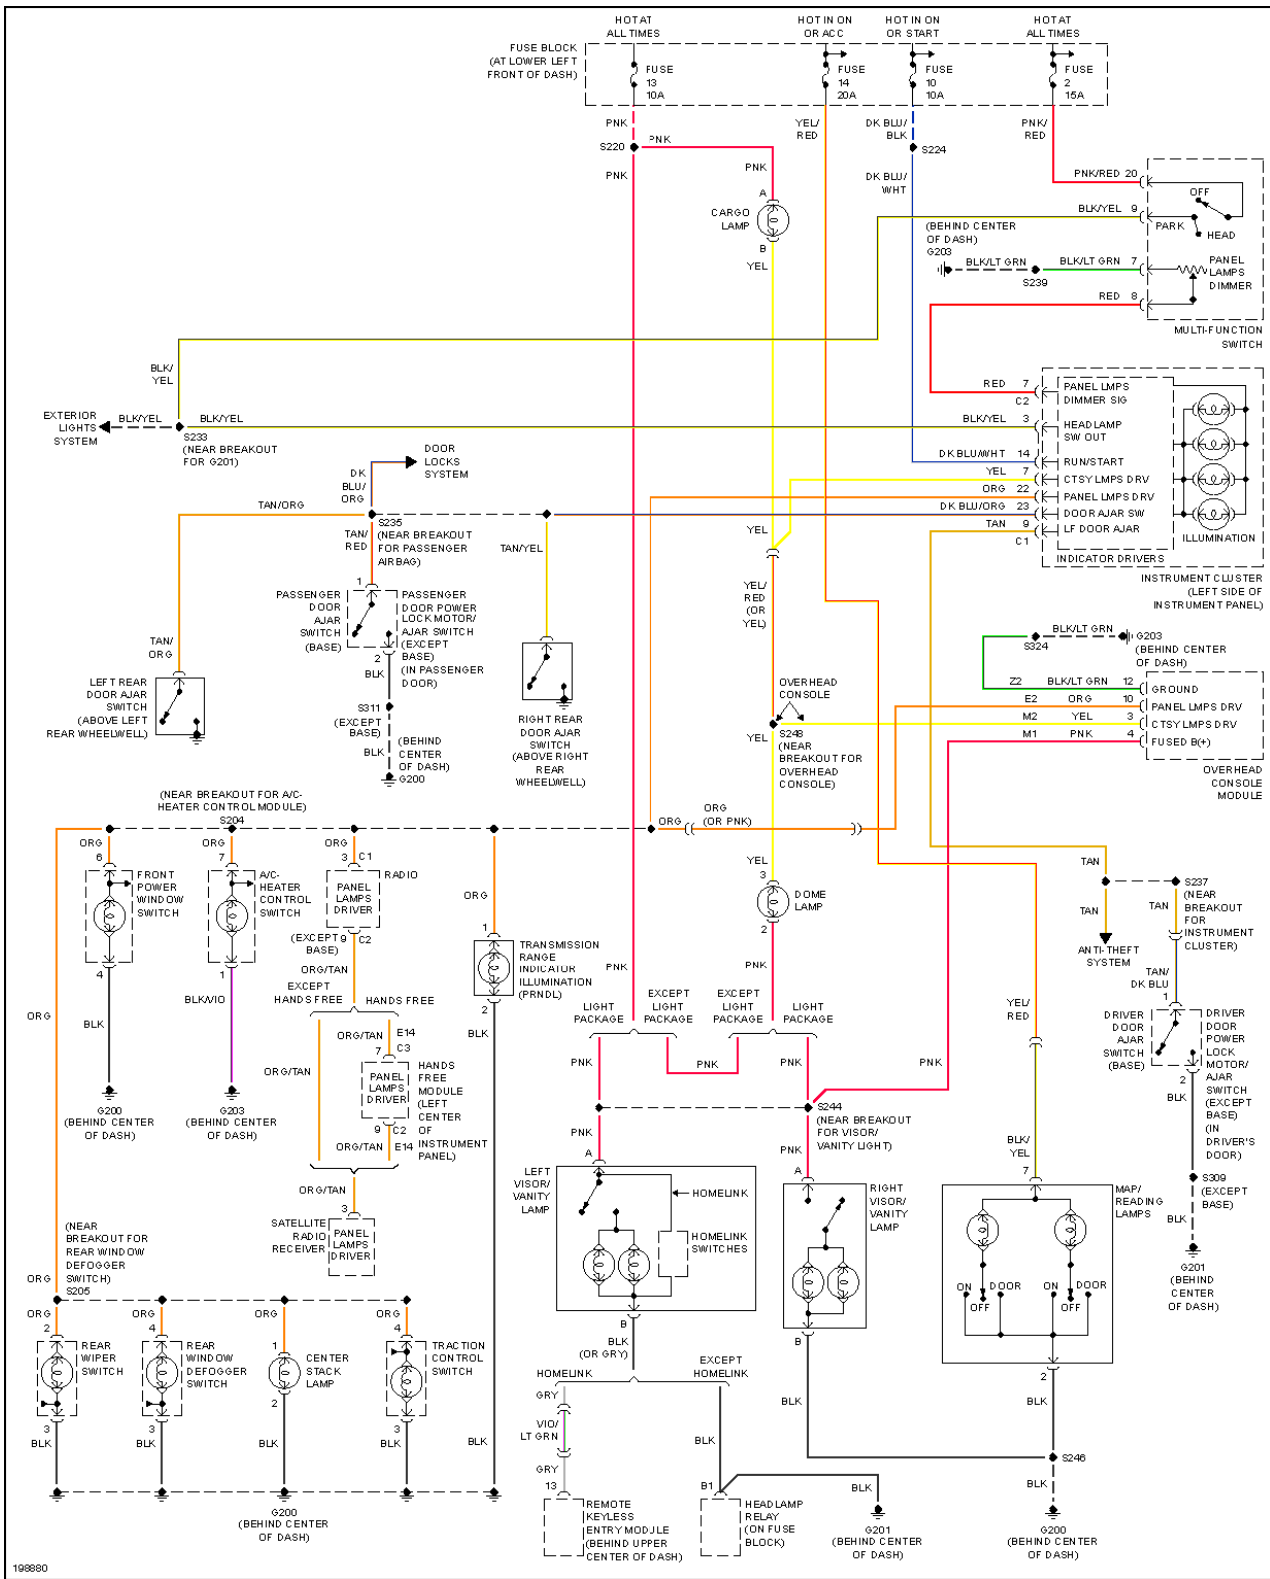 HOT AT
ALL TIMES
HOT IN ON
OR ACC
HOT IN ON
OR START
HOT AT
ALL TIMES
FUSE BLOCK
(AT LOWER LEFT
FRONT OF DASH)
FUSE
13
10A
FUSE
14
20A
FUSE
10
10A
FUSE
2
15A
PNK
YEL/
RED
DK BLU/
BLK
PNK/
RED
S220
PNK
S224
PNK
PNK
DK BLU/
WHT
PNK/RED 20
OFF
A
CARGO
LAMP
B
YEL
BLK/YEL 9
PARK
HEAD
(BEHIND CENTER
OF DASH)
G203
BLK/LT GRN
S239
BLK/LT GRN 7
PANEL
LAMPS
DIMMER
RED 8
MULTI-FUNCTION
SWITCH
BLK/
YEL
EXTERIOR
LIGHTS
SYSTEM
BLK/YEL
BLK/YEL
S233
(NEAR BREAKOUT
FOR G201)
RED 7
C2
PANEL LMPS
DIMMER SIG
BLK/YEL 3
HEADLAMP
SW OUT
DK BLU/WHT 14
RUN/START
YEL 7
CTSY LMPS DRV
ORG 22
PANEL LMPS DRV
DK BLU/ORG 23
DOOR AJAR SW
TAN 9
C1
LF DOOR AJAR
INDICATOR DRIVERS
ILLUMINATION
INSTRUMENT CLUSTER
(LEFT SIDE OF
INSTRUMENT PANEL)
DOOR
LOCKS
SYSTEM
DK
BLU/
ORG
TAN/ORG
S235
(NEAR BREAKOUT
FOR PASSENGER
AIRBAG)
TAN/
RED
TAN/YEL
YEL
YEL/
RED
(OR
YEL)
1
PASSENGER
DOOR
AJAR
SWITCH
(BASE)
PASSENGER
DOOR POWER
LOCK MOTOR/
AJAR SWITCH
(EXCEPT
BASE)
(IN PASSENGER
DOOR)
2
BLK
S311
(EXCEPT
BASE)
BLK
(BEHIND
CENTER
OF DASH)
G200
TAN/
ORG
LEFT REAR
DOOR AJAR
SWITCH
(ABOVE LEFT
REAR WHEELWELL)
RIGHT REAR
DOOR AJAR
SWITCH
(ABOVE RIGHT
REAR
WHEELWELL)
OVERHEAD
CONSOLE
S248
(NEAR
BREAKOUT FOR
OVERHEAD
CONSOLE)
YEL
BLK/LT GRN
S324
G203
(BEHIND CENTER
OF DASH)
Z2 BLK/LT GRN 12
GROUND
E2 ORG 10
PANEL LMPS DRV
M2 YEL 3
CTSY LMPS DRV
M1 PNK 4
FUSED B(+)
OVERHEAD
CONSOLE
MODULE
(NEAR BREAKOUT FOR A/C-
HEATER CONTROL MODULE)
S204
ORG
ORG
(OR PNK)
ORG
6
FRONT
POWER
WINDOW
SWITCH
4
BLK
G200
(BEHIND CENTER
OF DASH)
ORG
7
A/C-
HEATER
CONTROL
SWITCH
1
BLK/VIO
G203
(BEHIND CENTER
OF DASH)
ORG
3 C1
RADIO
PANEL
LAMPS
DRIVER
(EXCEPT
BASE)
9 C2
ORG/TAN
EXCEPT
HANDS FREE
HANDS FREE
ORG/TAN
ORG/TAN
E14
7 C3
PANEL
LAMPS
DRIVER
HANDS
FREE
MODULE
(LEFT
CENTER
OF
INSTRUMENT
PANEL)
9 C2
ORG/TAN
E14
ORG/TAN
3
SATELLITE
RADIO
RECEIVER
PANEL
LAMPS
DRIVER
ORG
1
TRANSMISSION
RANGE
INDICATOR
ILLUMINATION
(PRNDL)
2
BLK
YEL
3
DOME
LAMP
2
PNK
PNK
LIGHT
PACKAGE
EXCEPT
LIGHT
PACKAGE
EXCEPT
LIGHT
PACKAGE
LIGHT
PACKAGE
PNK
PNK
PNK
PNK
S244
(NEAR BREAKOUT
FOR VISOR/
VANITY LIGHT)
PNK
A
LEFT
VISOR/
VANITY
LAMP
HOMELINK
HOMELINK
SWITCHES
B
BLK
(OR GRY)
HOMELINK
EXCEPT
HOMELINK
GRY
VIO/
LT GRN
GRY
13
REMOTE
KEYLESS
ENTRY MODULE
(BEHIND UPPER
CENTER OF DASH)
BLK
B1
HEADLAMP
RELAY
(ON FUSE
BLOCK)
BLK
G201
(BEHIND CENTER
OF DASH)
PNK
A
RIGHT
VISOR/
VANITY
LAMP
B
BLK
YEL/
RED
BLK/
YEL
7
MAP/
READING
LAMPS
ON
DOOR
OFF
ON
DOOR
OFF
2
BLK
S246
BLK
G200
(BEHIND CENTER
OF DASH)
TAN
S237
(NEAR
BREAKOUT
FOR
INSTRUMENT
CLUSTER)
TAN
TAN
ANTI-THEFT
SYSTEM
TAN/
DK BLU
1
DRIVER
DOOR
AJAR
SWITCH
(BASE)
DRIVER
DOOR
POWER
LOCK
MOTOR/
AJAR
SWITCH
(EXCEPT
BASE)
(IN
DRIVER'S
DOOR)
2
BLK
S309
(EXCEPT
BASE)
BLK
G201
(BEHIND
CENTER
OF DASH)
ORG
(NEAR
BREAKOUT FOR
REAR WINDOW
DEFOGGER
SWITCH)
S205
ORG
ORG
2
REAR
WIPER
SWITCH
3
BLK
ORG
4
REAR
WINDOW
DEFOGGER
SWITCH
3
BLK
ORG
1
CENTER
STACK
LAMP
2
BLK
ORG
4
TRACTION
CONTROL
SWITCH
3
BLK
BLK
G200
(BEHIND CENTER
OF DASH)
198880